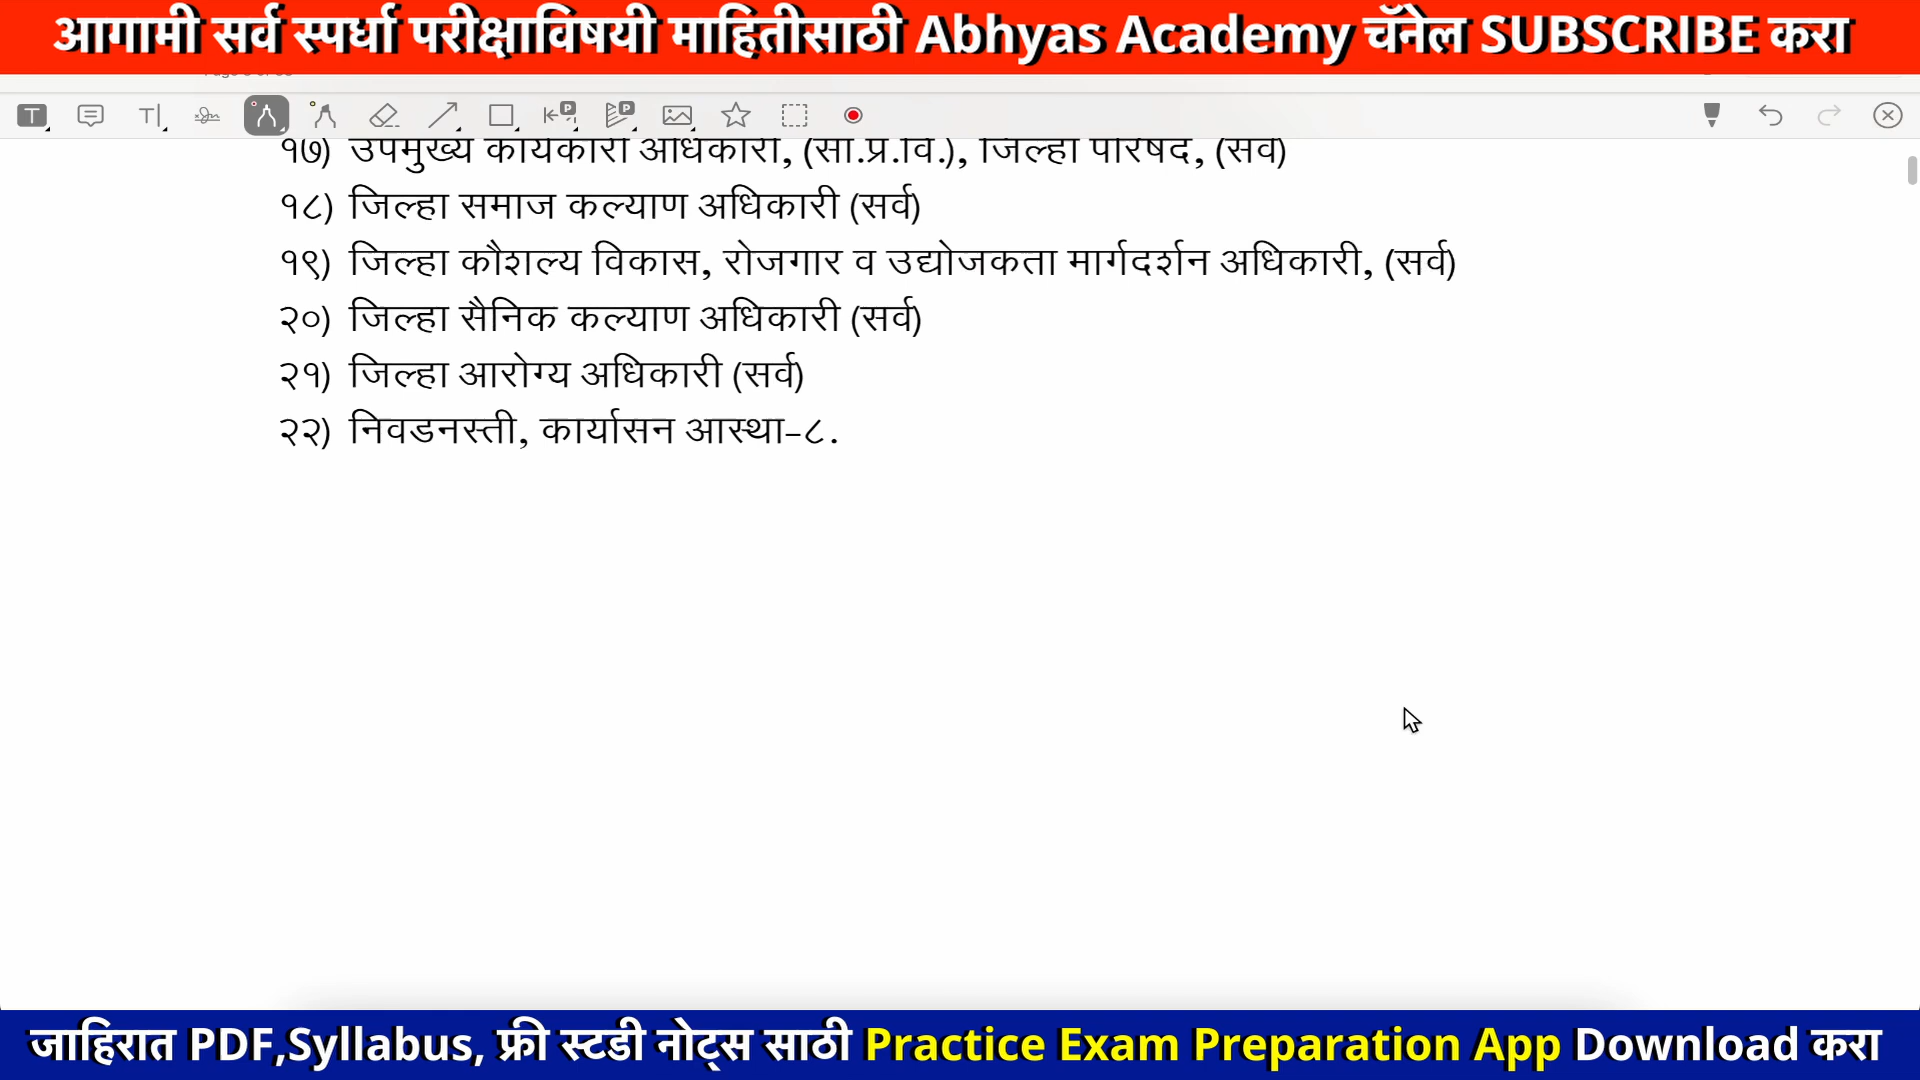 आगामी सर्व स्पर्धा परीक्षाविषयी माहितीसाठी Abhyas Academy चॅनेल SUBSCRIBE करा
१७) उपमुख्य कार्यकारी अधिकारी, (सा.प्र.वि.), जिल्हा परिषद, (सर्व)
१८) जिल्हा समाज कल्याण अधिकारी (सर्व)
१९) जिल्हा कौशल्य विकास, रोजगार व उद्योजकता मार्गदर्शन अधिकारी, (सर्व)
२०) जिल्हा सैनिक कल्याण अधिकारी (सर्व)
२१) जिल्हा आरोग्य अधिकारी (सर्व)
२२) निवडनस्ती, कार्यासन आस्था-८.
जाहिरात PDF,Syllabus, फ्री स्टडी नोट्स साठी Practice Exam Preparation App Download करा